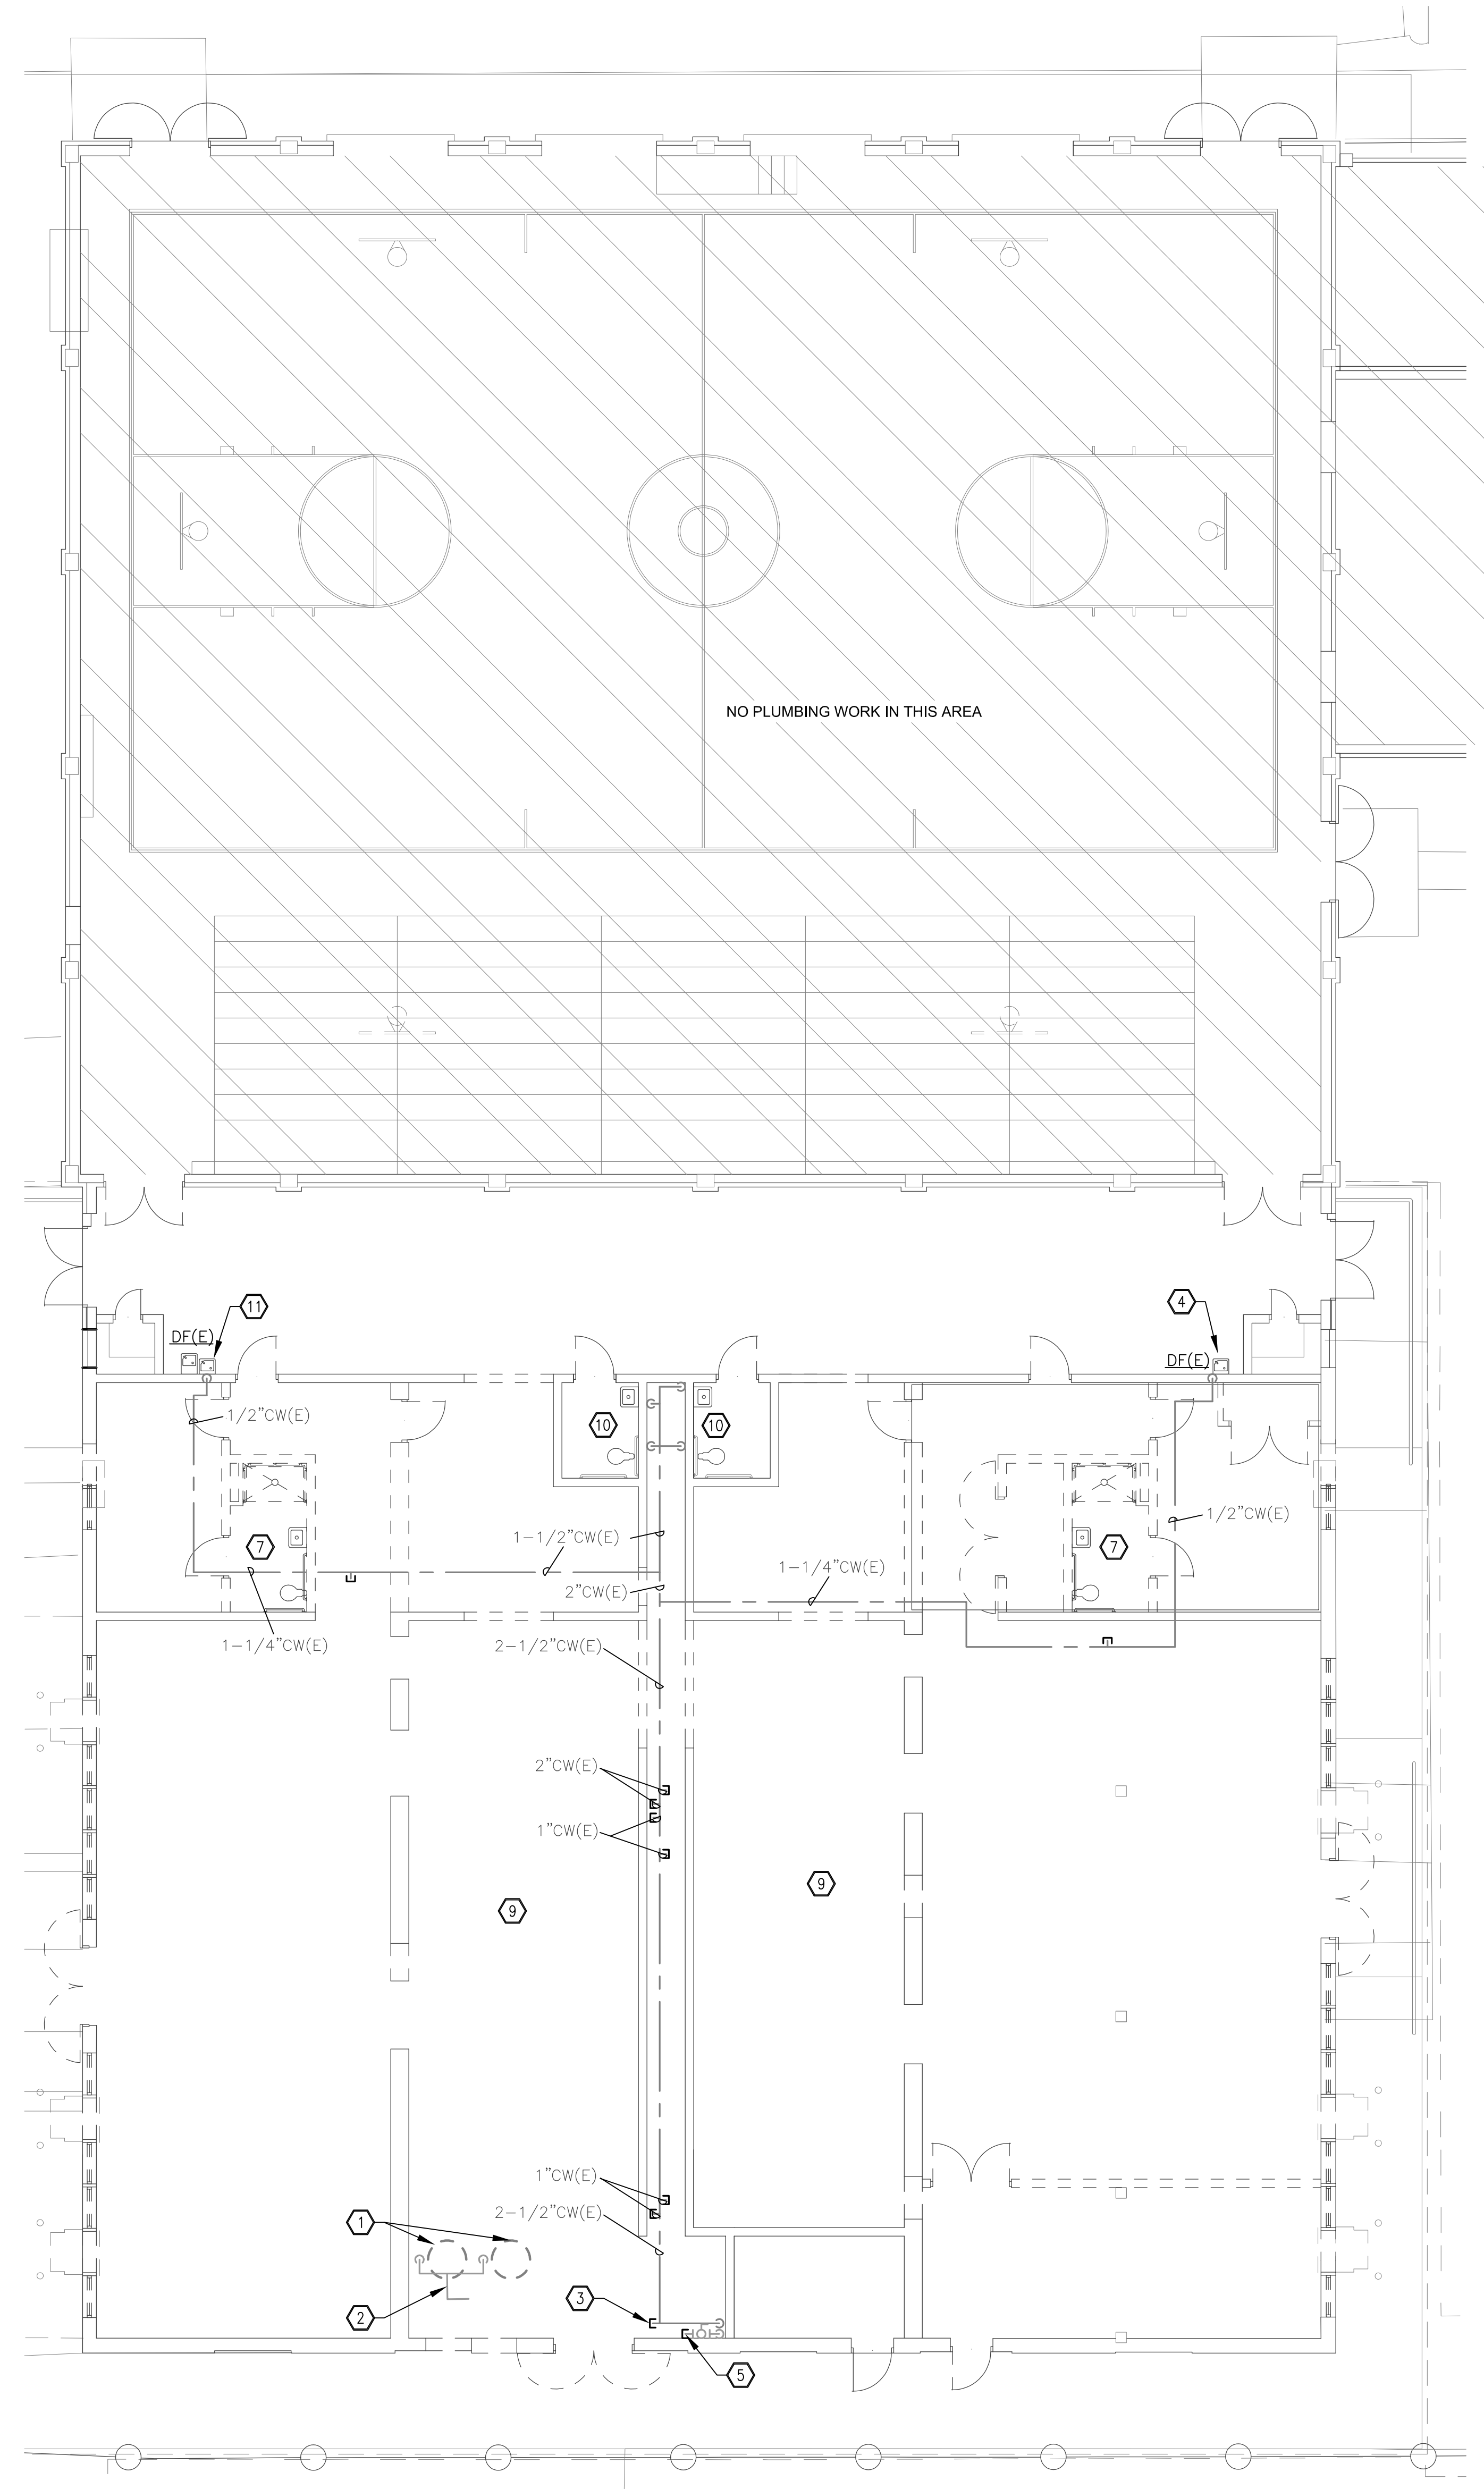 NO PLUMBING WORK IN THIS AREA
11
4
DF(E)
DF(E)
1/2"CW(E)
10
10
1/2"CW(E)
1-1/2"CW(E)
7
7
1-1/4"CW(E)
2"CW(E)
1-1/4"CW(E)
2-1/2"CW(E)
2"CW(E)
1"CW(E)
9
9
1"CW(E)
2-1/2"CW(E)
1
3
2
5